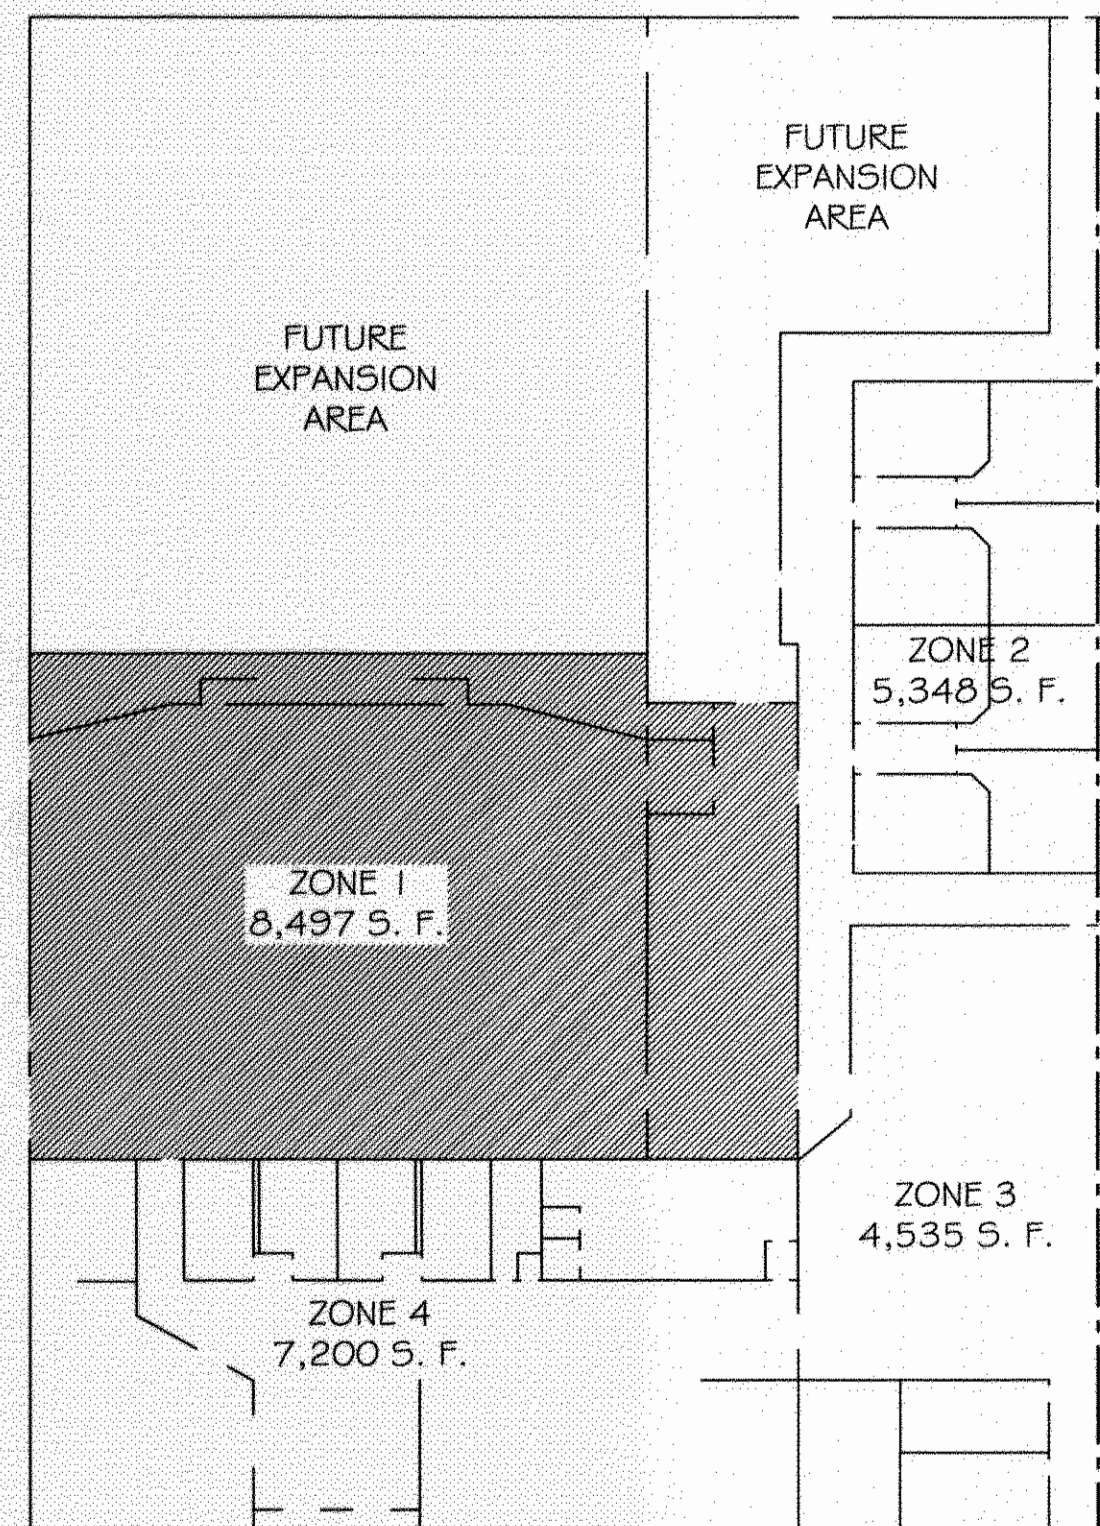 FUTURE
EXPANSION
AREA
FUTURE
EXPANSION
AREA
ZONE 2
5,348 S. F.
ZONE 1
8,497 S. F.
ZONE 3
4,535 S. F.
ZONE 4
7,200 S. F.